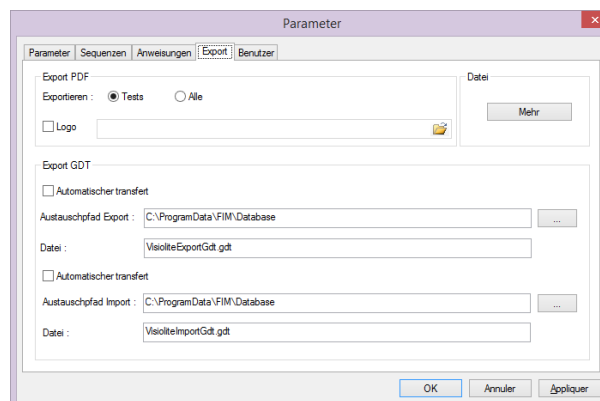 Parameter
Parameter Sequenzen Anweisungen Export Benutzer
Export PDF
Exportieren : Tests Alle
Logo
Datei
Mehr
Export GDT
Automatischer transfert
Austauschpfad Export : C:\ProgramData\FIM\Database ...
Datei : VisioliteExportGdt.gdt
Automatischer transfert
Austauschpfad Import : C:\ProgramData\FIM\Database ...
Datei : VisioliteImportGdt.gdt
OK Annuler Appliquer